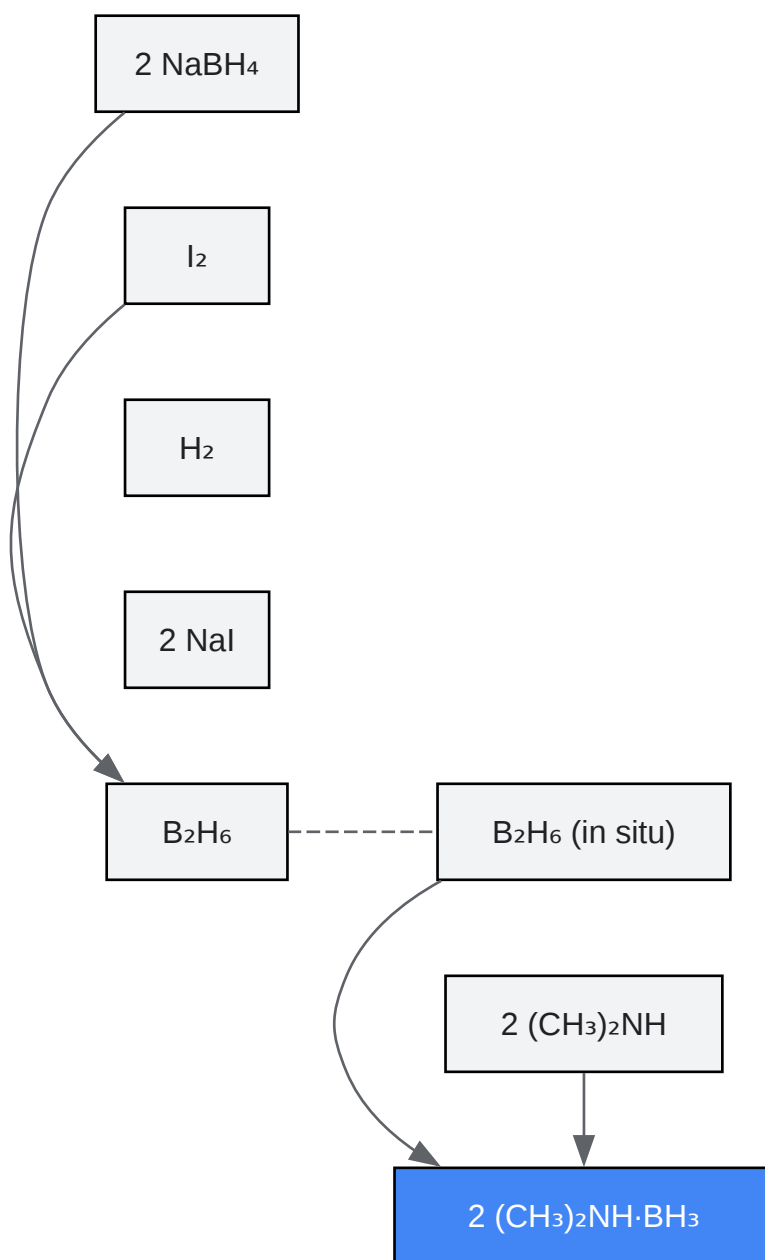 2 NaBH₄
I₂
H₂
2 NaI
B₂H₆
B₂H₆ (in situ)
2 (CH₃)₂NH
2 (CH₃)₂NH·BH₃